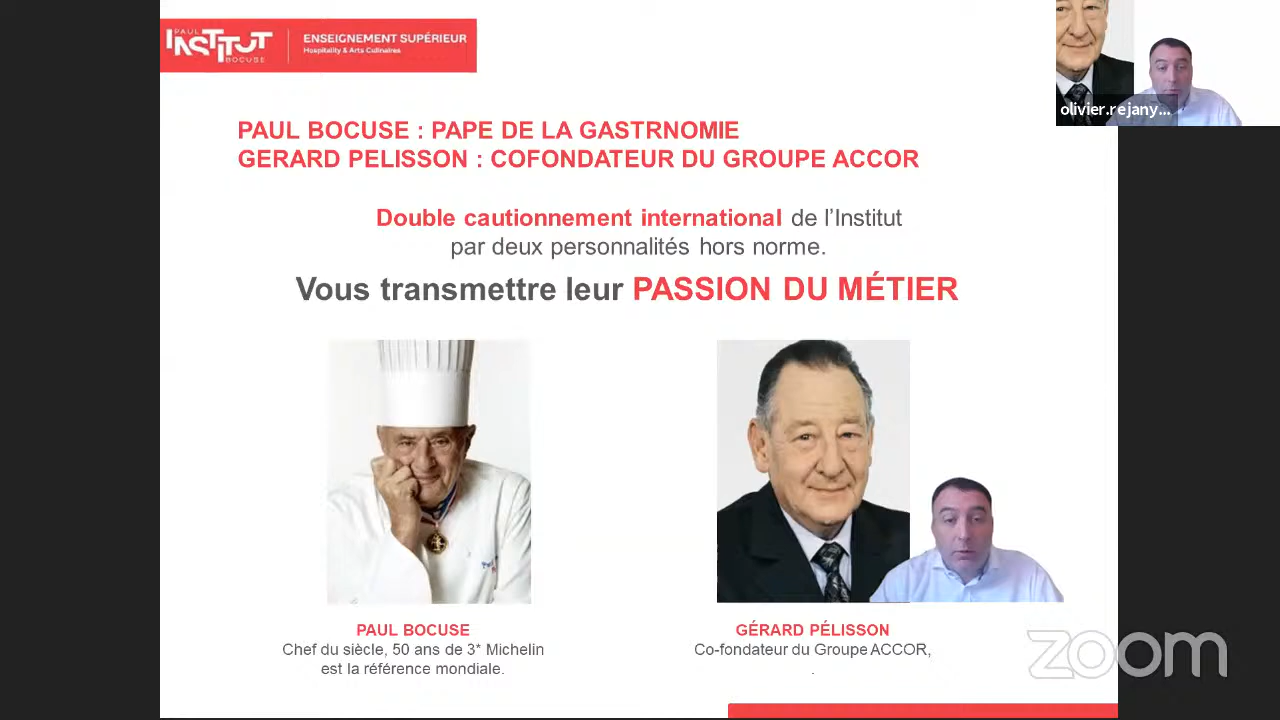 PAUL
INSTITUT
BOCUSE
ENSEIGNEMENT SUPÉRIEUR
Hospitality & Arts Culinaires
olivier.rejany...
PAUL BOCUSE : PAPE DE LA GASTRNOMIE
GERARD PELISSON : COFONDATEUR DU GROUPE ACCOR
Double cautionnement international de l’Institut
par deux personnalités hors norme.
Vous transmettre leur PASSION DU MÉTIER
PAUL BOCUSE
Chef du siècle, 50 ans de 3* Michelin
est la référence mondiale.
GÉRARD PÉLISSON
Co-fondateur du Groupe ACCOR,
.
zoom